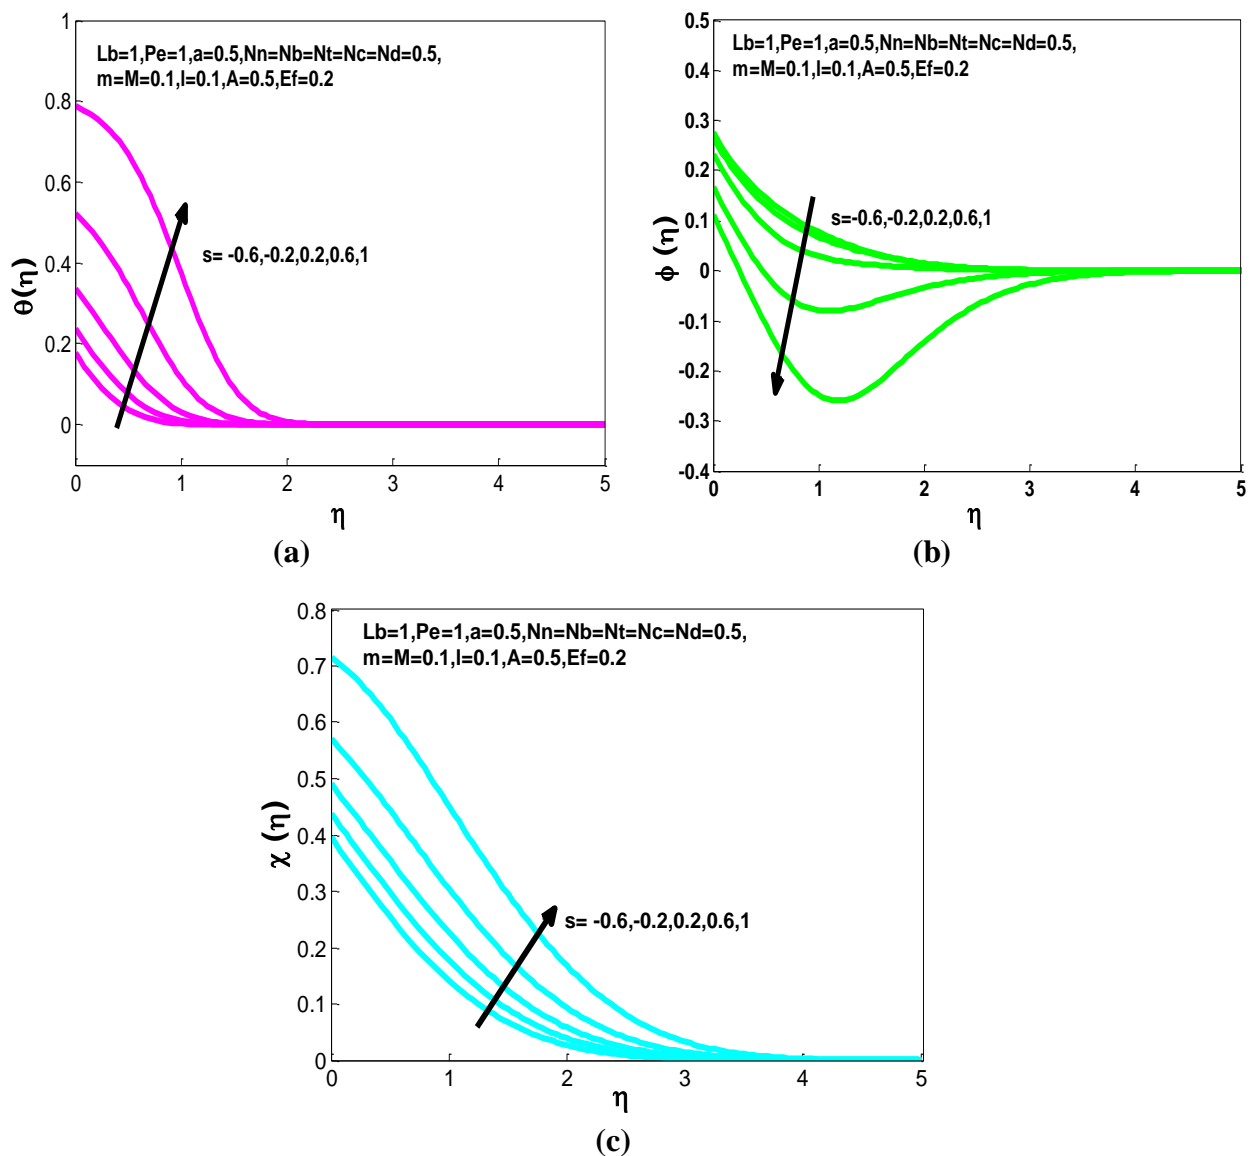 1
Lb=1,Pe=1,a=0.5,Nn=Nb=Nt=Nc=Nd=0.5,
m=M=0.1,l=0.1,A=0.5,Ef=0.2
0.8
0.6
0.4
0.2
0
θ(η)
s= -0.6,-0.2,0.2,0.6,1
0 1 2 3 4 5
η
(a)
0.5
Lb=1,Pe=1,a=0.5,Nn=Nb=Nt=Nc=Nd=0.5,
m=M=0.1,l=0.1,A=0.5,Ef=0.2
0.4
0.3
0.2
0.1
0
-0.1
-0.2
-0.3
-0.4
ϕ (η)
s=-0.6,-0.2,0.2,0.6,1
0 1 2 3 4 5
η
(b)
0.8
Lb=1,Pe=1,a=0.5,Nn=Nb=Nt=Nc=Nd=0.5,
m=M=0.1,l=0.1,A=0.5,Ef=0.2
0.7
0.6
0.5
0.4
0.3
0.2
0.1
0
χ (η)
s= -0.6,-0.2,0.2,0.6,1
0 1 2 3 4 5
η
(c)